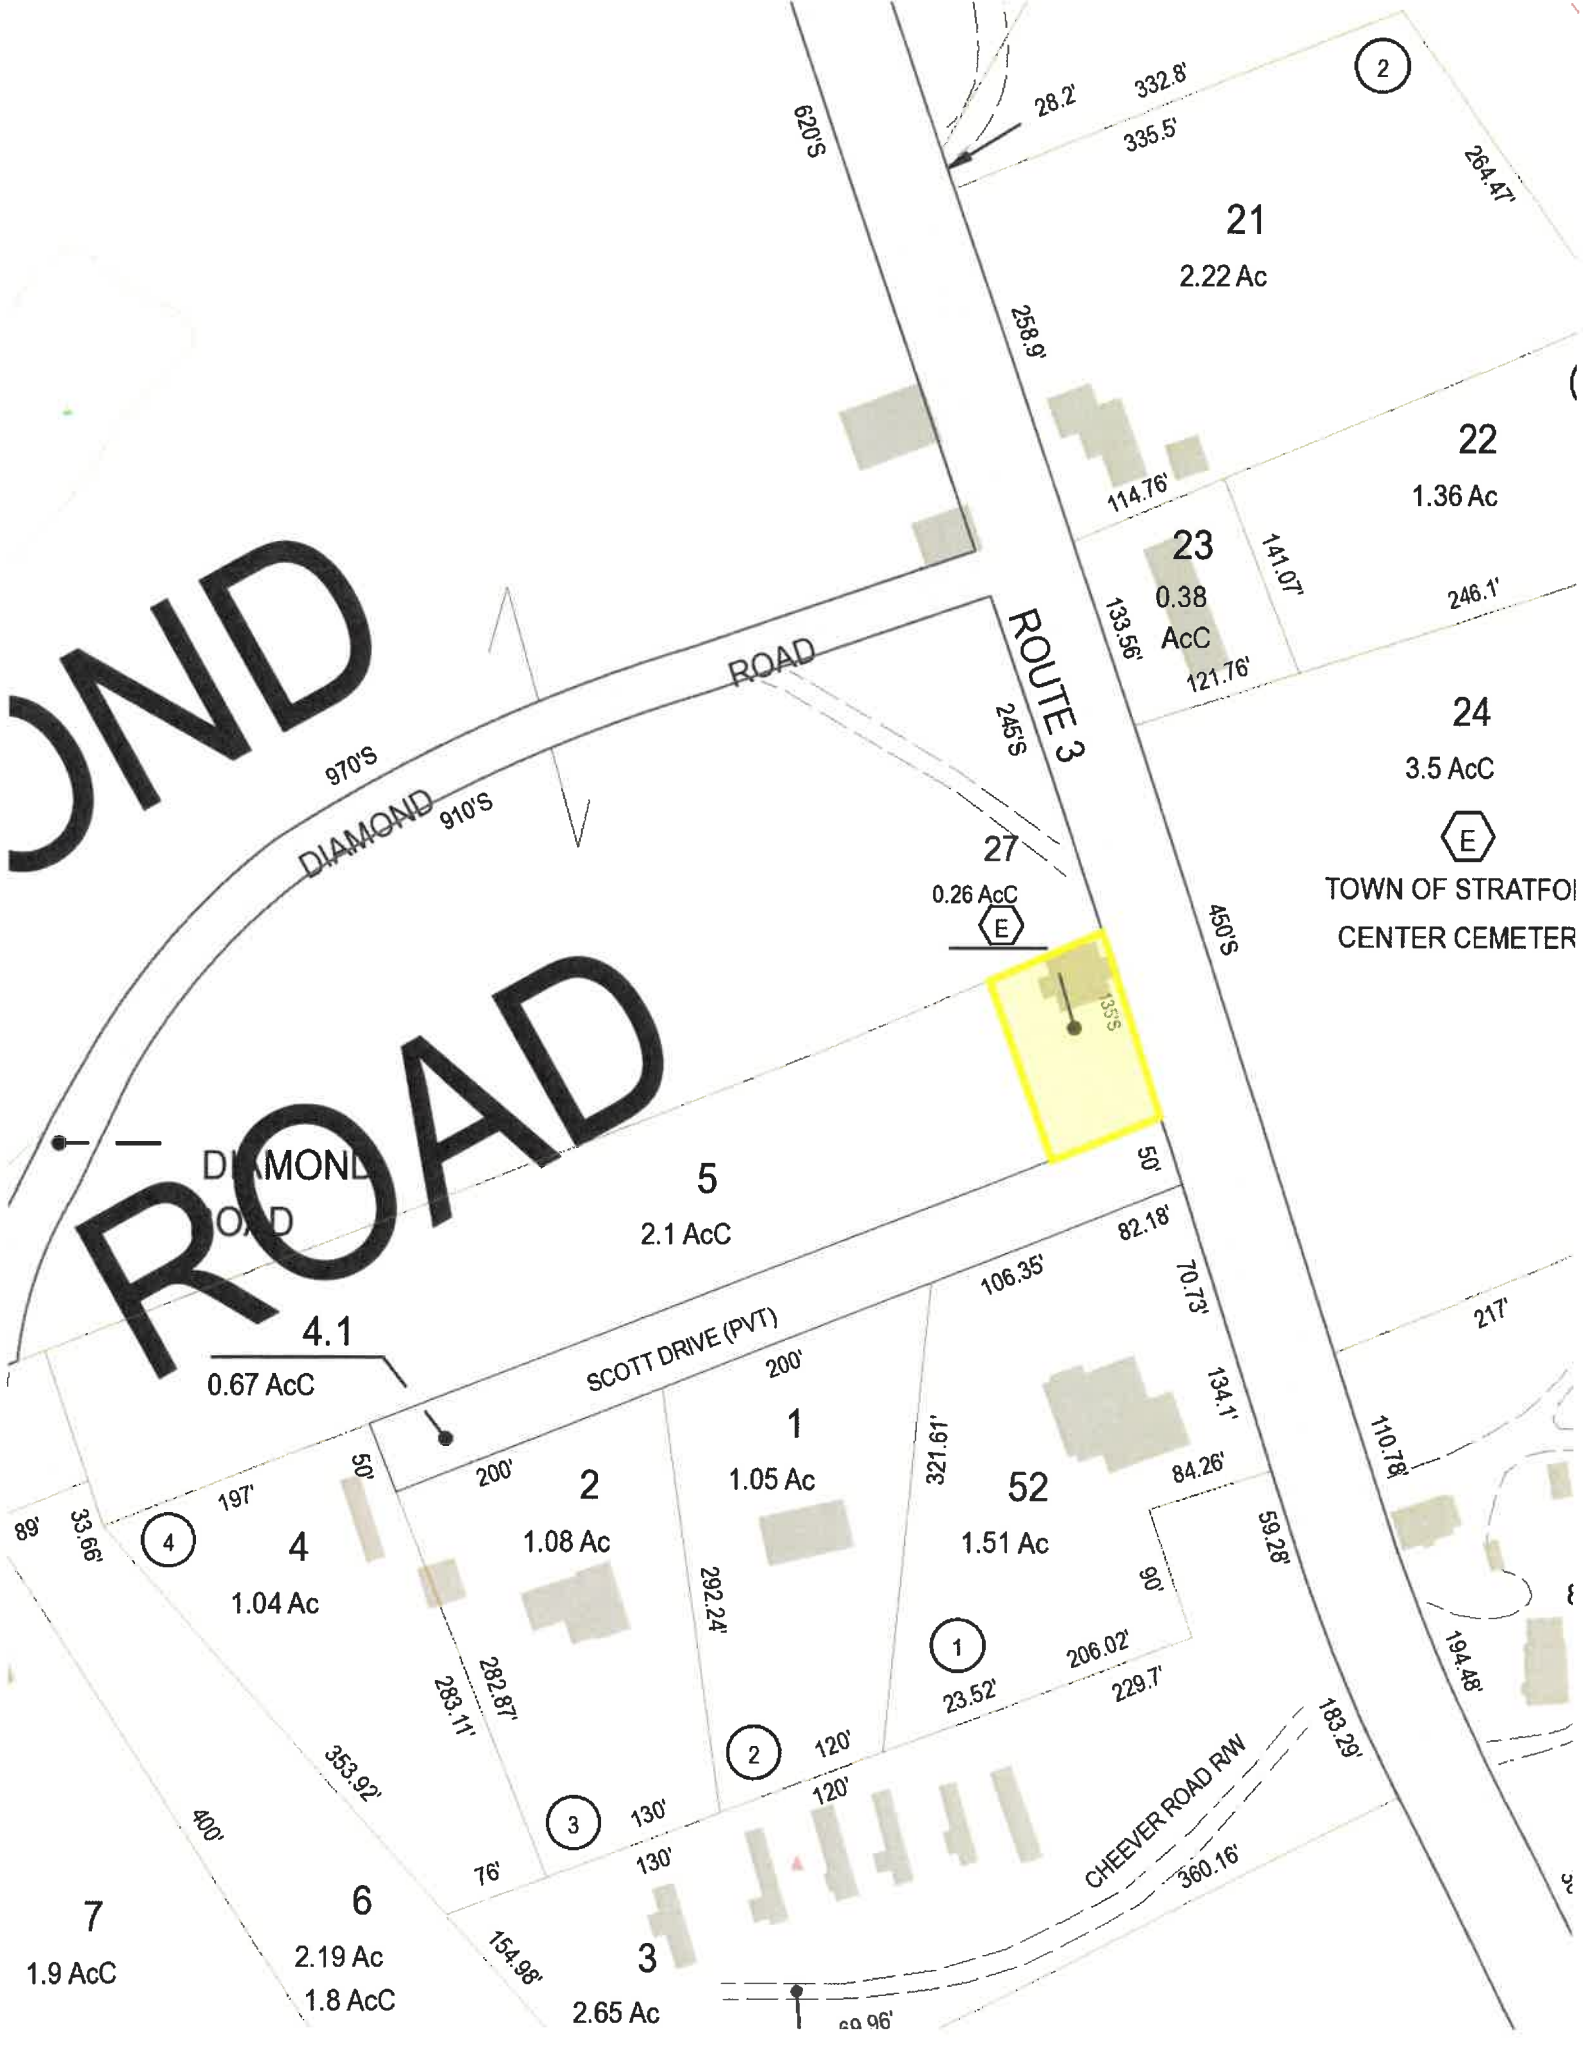 2
28.2'
332.8'
335.5'
620'S
264.47'
21
2.22 Ac
258.9'
22
1.36 Ac
114.76'
23
0.38
AcC
141.07'
133.56'
121.76'
246.1'
ROUTE 3
245'S
OND
ROAD
970'S
DIAMOND
910'S
24
3.5 AcC
E
TOWN OF STRATFO
CENTER CEMETER
450'S
27
0.26 AcC
E
135'S
ROAD
DIAMOND
OAD
5
2.1 AcC
50'
82.18'
106.35'
70.73'
217'
4.1
0.67 AcC
SCOTT DRIVE (PVT)
200'
1
1.05 Ac
321.61'
134.1'
110.78'
50'
200'
2
1.08 Ac
52
1.51 Ac
84.26'
197'
89'
33.66'
4
4
1.04 Ac
59.28'
90'
292.24'
1
206.02'
23.52'
229.7'
194.48'
282.87'
283.11'
2
120'
120'
183.29'
353.92'
400'
3
130'
130'
CHEEVER ROAD R/W
360.16'
76'
7
1.9 AcC
6
2.19 Ac
1.8 AcC
154.98'
3
2.65 Ac
69.96'